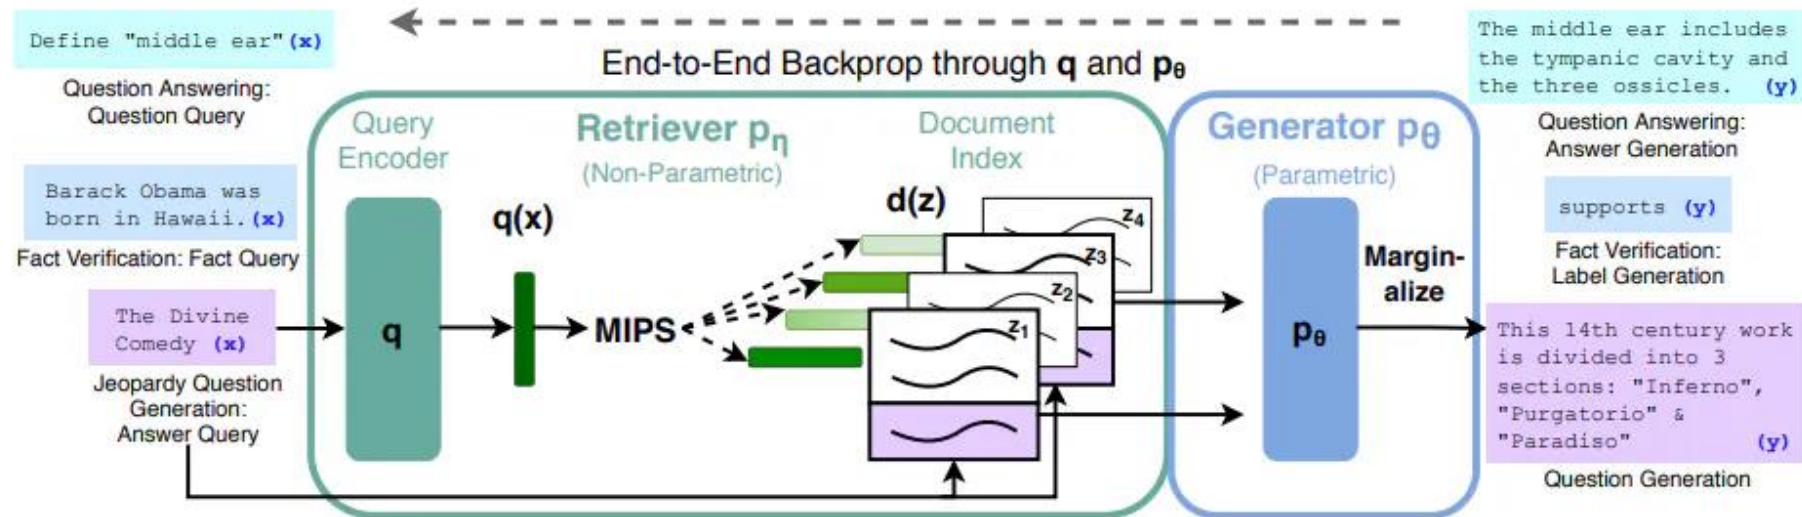 Define "middle ear" (x)
Question Answering:
Question Query
Barack Obama was
born in Hawaii. (x)
Fact Verification: Fact Query
The Divine
Comedy (x)
Jeopardy Question
Generation:
Answer Query
End-to-End Backprop through q and pθ
Query
Encoder
Retriever pη
(Non-Parametric)
Document
Index
q
q(x)
MIPS
d(z)
z4
z3
z2
z1
Generator pθ
(Parametric)
pθ
Margin-
alize
The middle ear includes
the tympanic cavity and
the three ossicles. (y)
Question Answering:
Answer Generation
supports (y)
Fact Verification:
Label Generation
This 14th century work
is divided into 3
sections: "Inferno",
"Purgatorio" &
"Paradiso" (y)
Question Generation